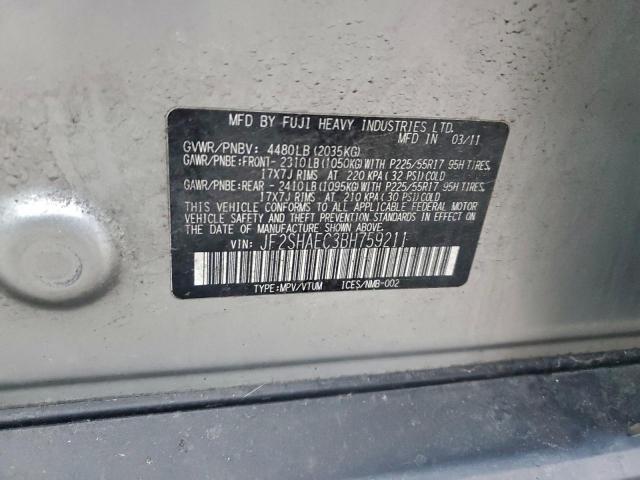 MFD BY FUJI HEAVY INDUSTRIES LTD.
MFD IN 03/11
GVWR/PNBV: 4480LB(2035KG)
GAWR/PNBE:FRONT- 2310LB(1050KG)WITH P225/55R17 95H TIRES,
17X7J RIMS AT 220 KPA(32 PSI)COLD
GAWR/PNBE:REAR - 2410LB(1095KG)WITH P225/55R17 95H TIRES,
17X7J RIMS AT 210 KPA(30 PSI)COLD
THIS VEHICLE CONFORMS TO ALL APPLICABLE FEDERAL MOTOR
VEHICLE SAFETY AND BUMPER STANDARDS IN EFFECT ON
THE DATE OF MANUFACTURE SHOWN ABOVE.
VIN: JF2SHAEC3BH759211
TYPE:MPV/VTUM ICES/NMB-002